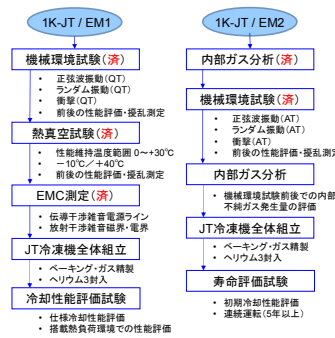 1K-JT / EM1
機械環境試験(済)
・ 正弦波振動(QT)
・ ランダム振動(QT)
・ 衝撃(QT)
・ 前後の性能評価・擾乱測定
熱真空試験(済)
・ 性能維持温度範囲 0~+30℃
・ -10℃/+40℃
・ 前後の性能評価・擾乱測定
EMC測定(済)
・ 伝導干渉雑音電源ライン
・ 放射干渉雑音磁界・電界
JT冷凍機全体組立
・ ベーキング・ガス精製
・ ヘリウム3封入
冷却性能評価試験
・ 仕様冷却性能評価
・ 搭載熱負荷環境での性能評価
1K-JT / EM2
内部ガス分析(済)
機械環境試験(済)
・ 正弦波振動(AT)
・ ランダム振動(AT)
・ 衝撃(AT)
・ 前後の性能評価・擾乱測定
内部ガス分析
・ 機械環境試験前後での内部
不純ガス発生量の評価
JT冷凍機全体組立
・ ベーキング・ガス精製
・ ヘリウム3封入
寿命評価試験
・ 初期冷却性能評価
・ 連続運転(5年以上)